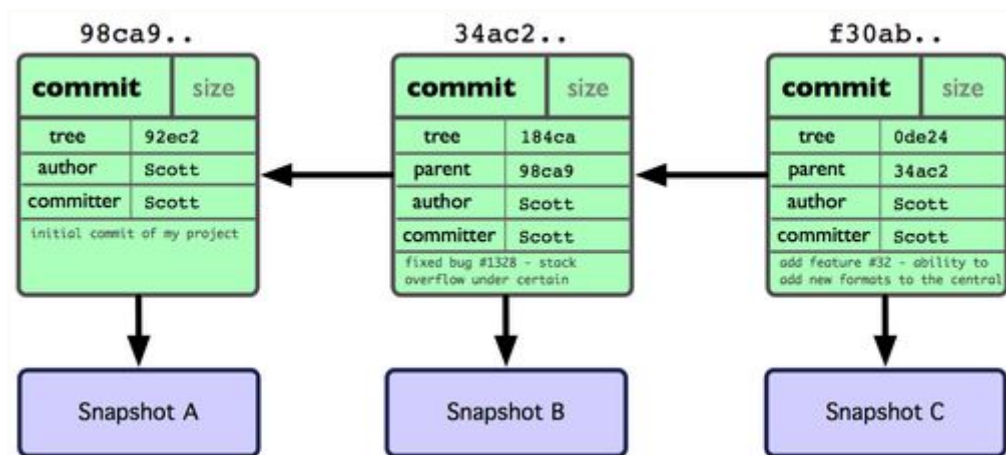 98ca9..
commit size
tree 92ec2
author Scott
committer Scott
initial commit of my project
Snapshot A
34ac2..
commit size
tree 184ca
parent 98ca9
author Scott
committer Scott
fixed bug #1328 - stack
overflow under certain
Snapshot B
f30ab..
commit size
tree 0de24
parent 34ac2
author Scott
committer Scott
add feature #32 - ability to
add new formats to the central
Snapshot C